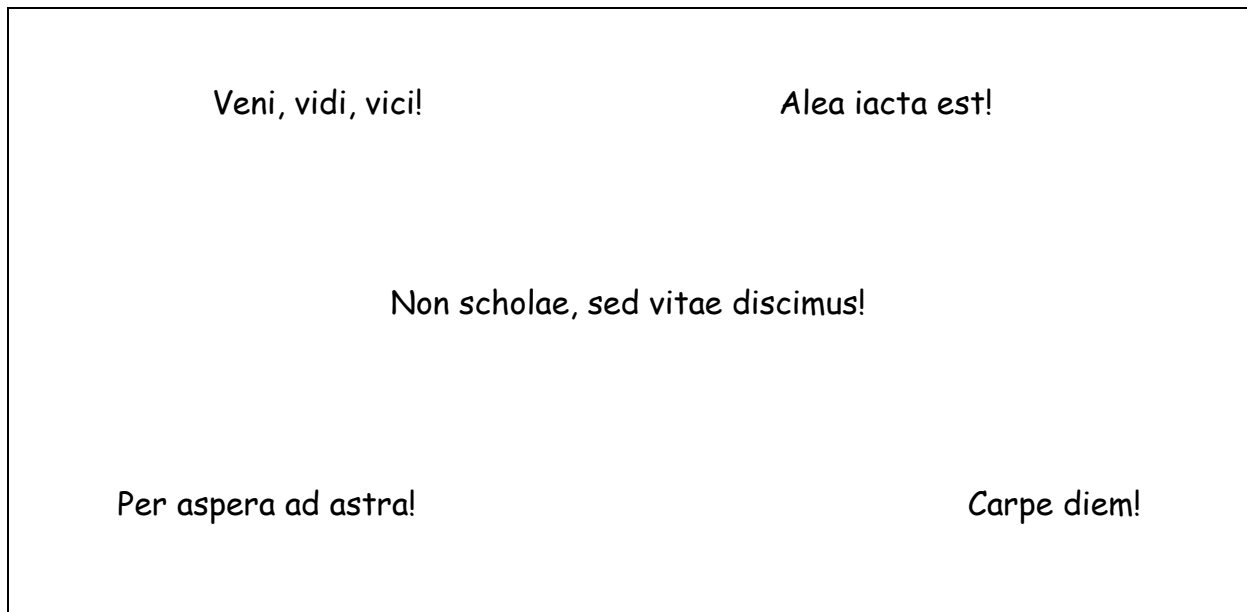 Veni, vidi, vici!
Alea iacta est!
Non scholae, sed vitae discimus!
Per aspera ad astra!
Carpe diem!